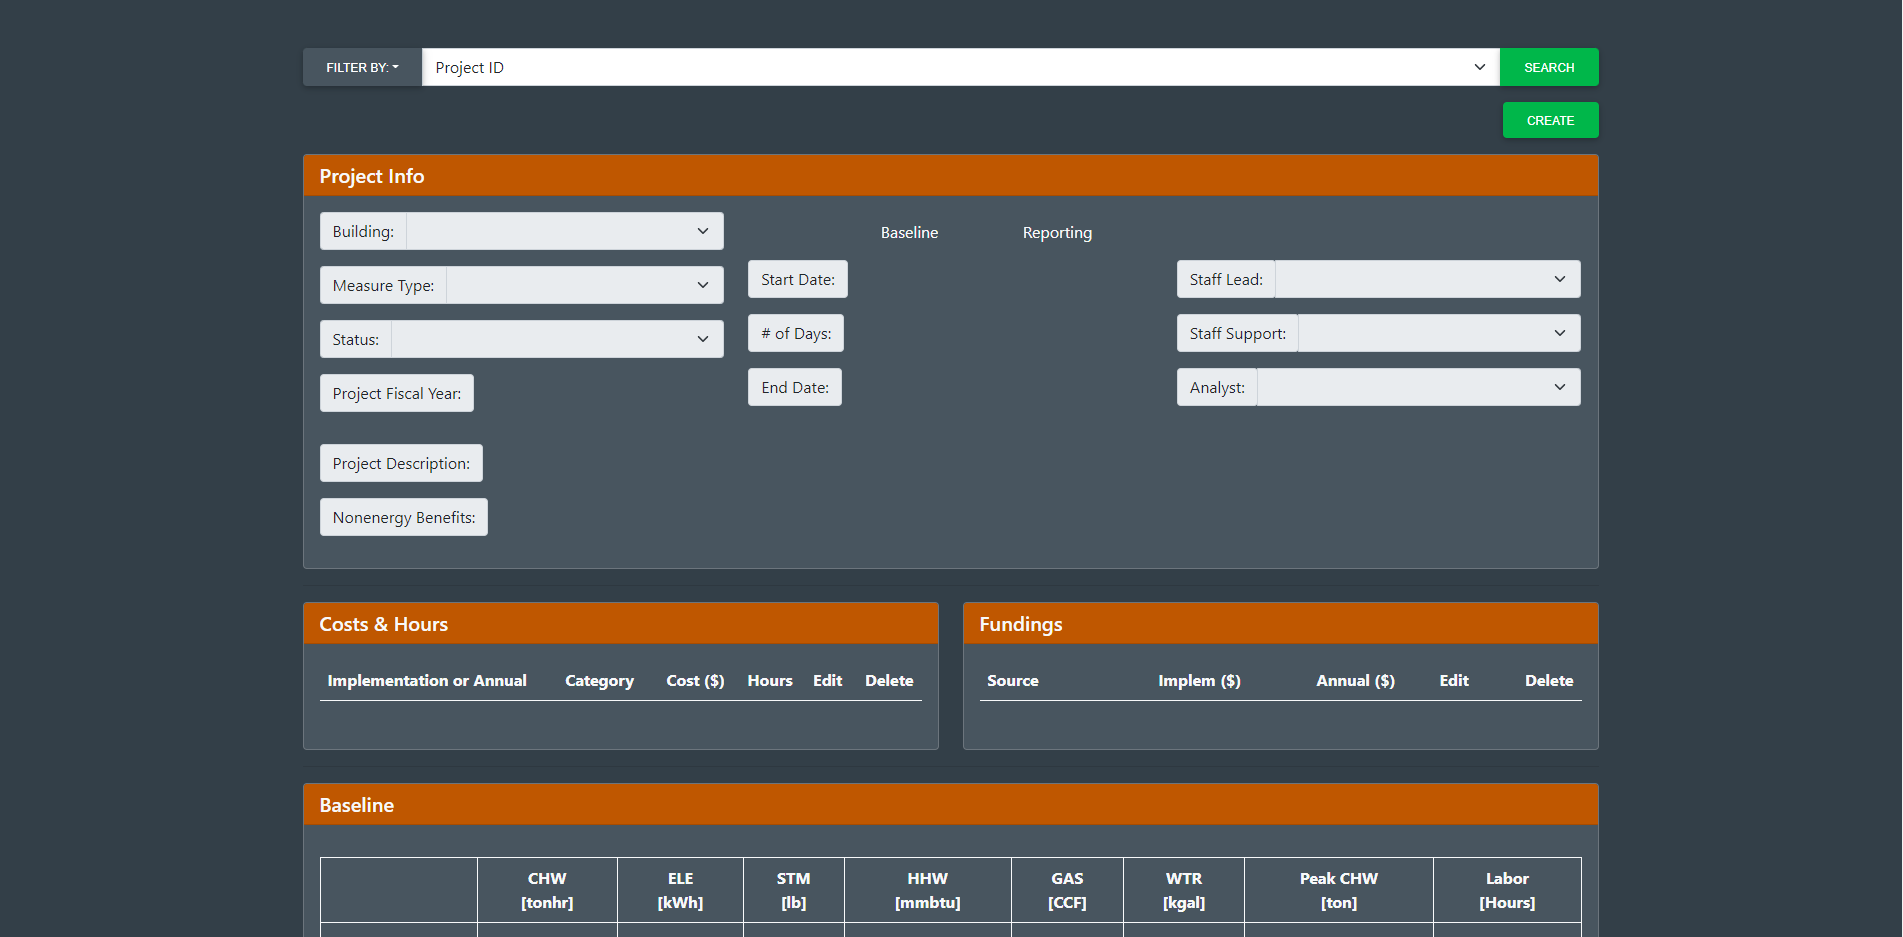 FILTER BY:
Project ID
SEARCH
CREATE
Project Info
Building:
Measure Type:
Status:
Project Fiscal Year:
Project Description:
Nonenergy Benefits:
Baseline Reporting
Start Date:
# of Days:
End Date:
Staff Lead:
Staff Support:
Analyst:
Costs & Hours
Implementation or Annual Category Cost ($) Hours Edit Delete
Fundings
Source Implem ($) Annual ($) Edit Delete
Baseline
CHW ELE STM HHW GAS WTR Peak CHW Labor
[tonhr] [kWh] [lb] [mmbtu] [CCF] [kgal] [ton] [Hours]